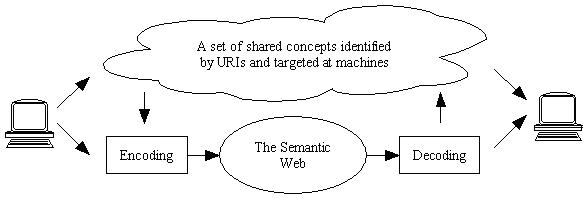 A set of shared concepts identified
by URIs and targeted at machines
Encoding
The Semantic
Web
Decoding